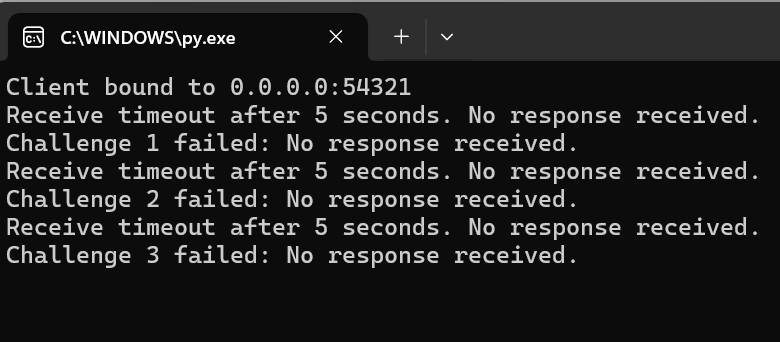 C:\WINDOWS\py.exe
Client bound to 0.0.0.0:54321
Receive timeout after 5 seconds. No response received.
Challenge 1 failed: No response received.
Receive timeout after 5 seconds. No response received.
Challenge 2 failed: No response received.
Receive timeout after 5 seconds. No response received.
Challenge 3 failed: No response received.